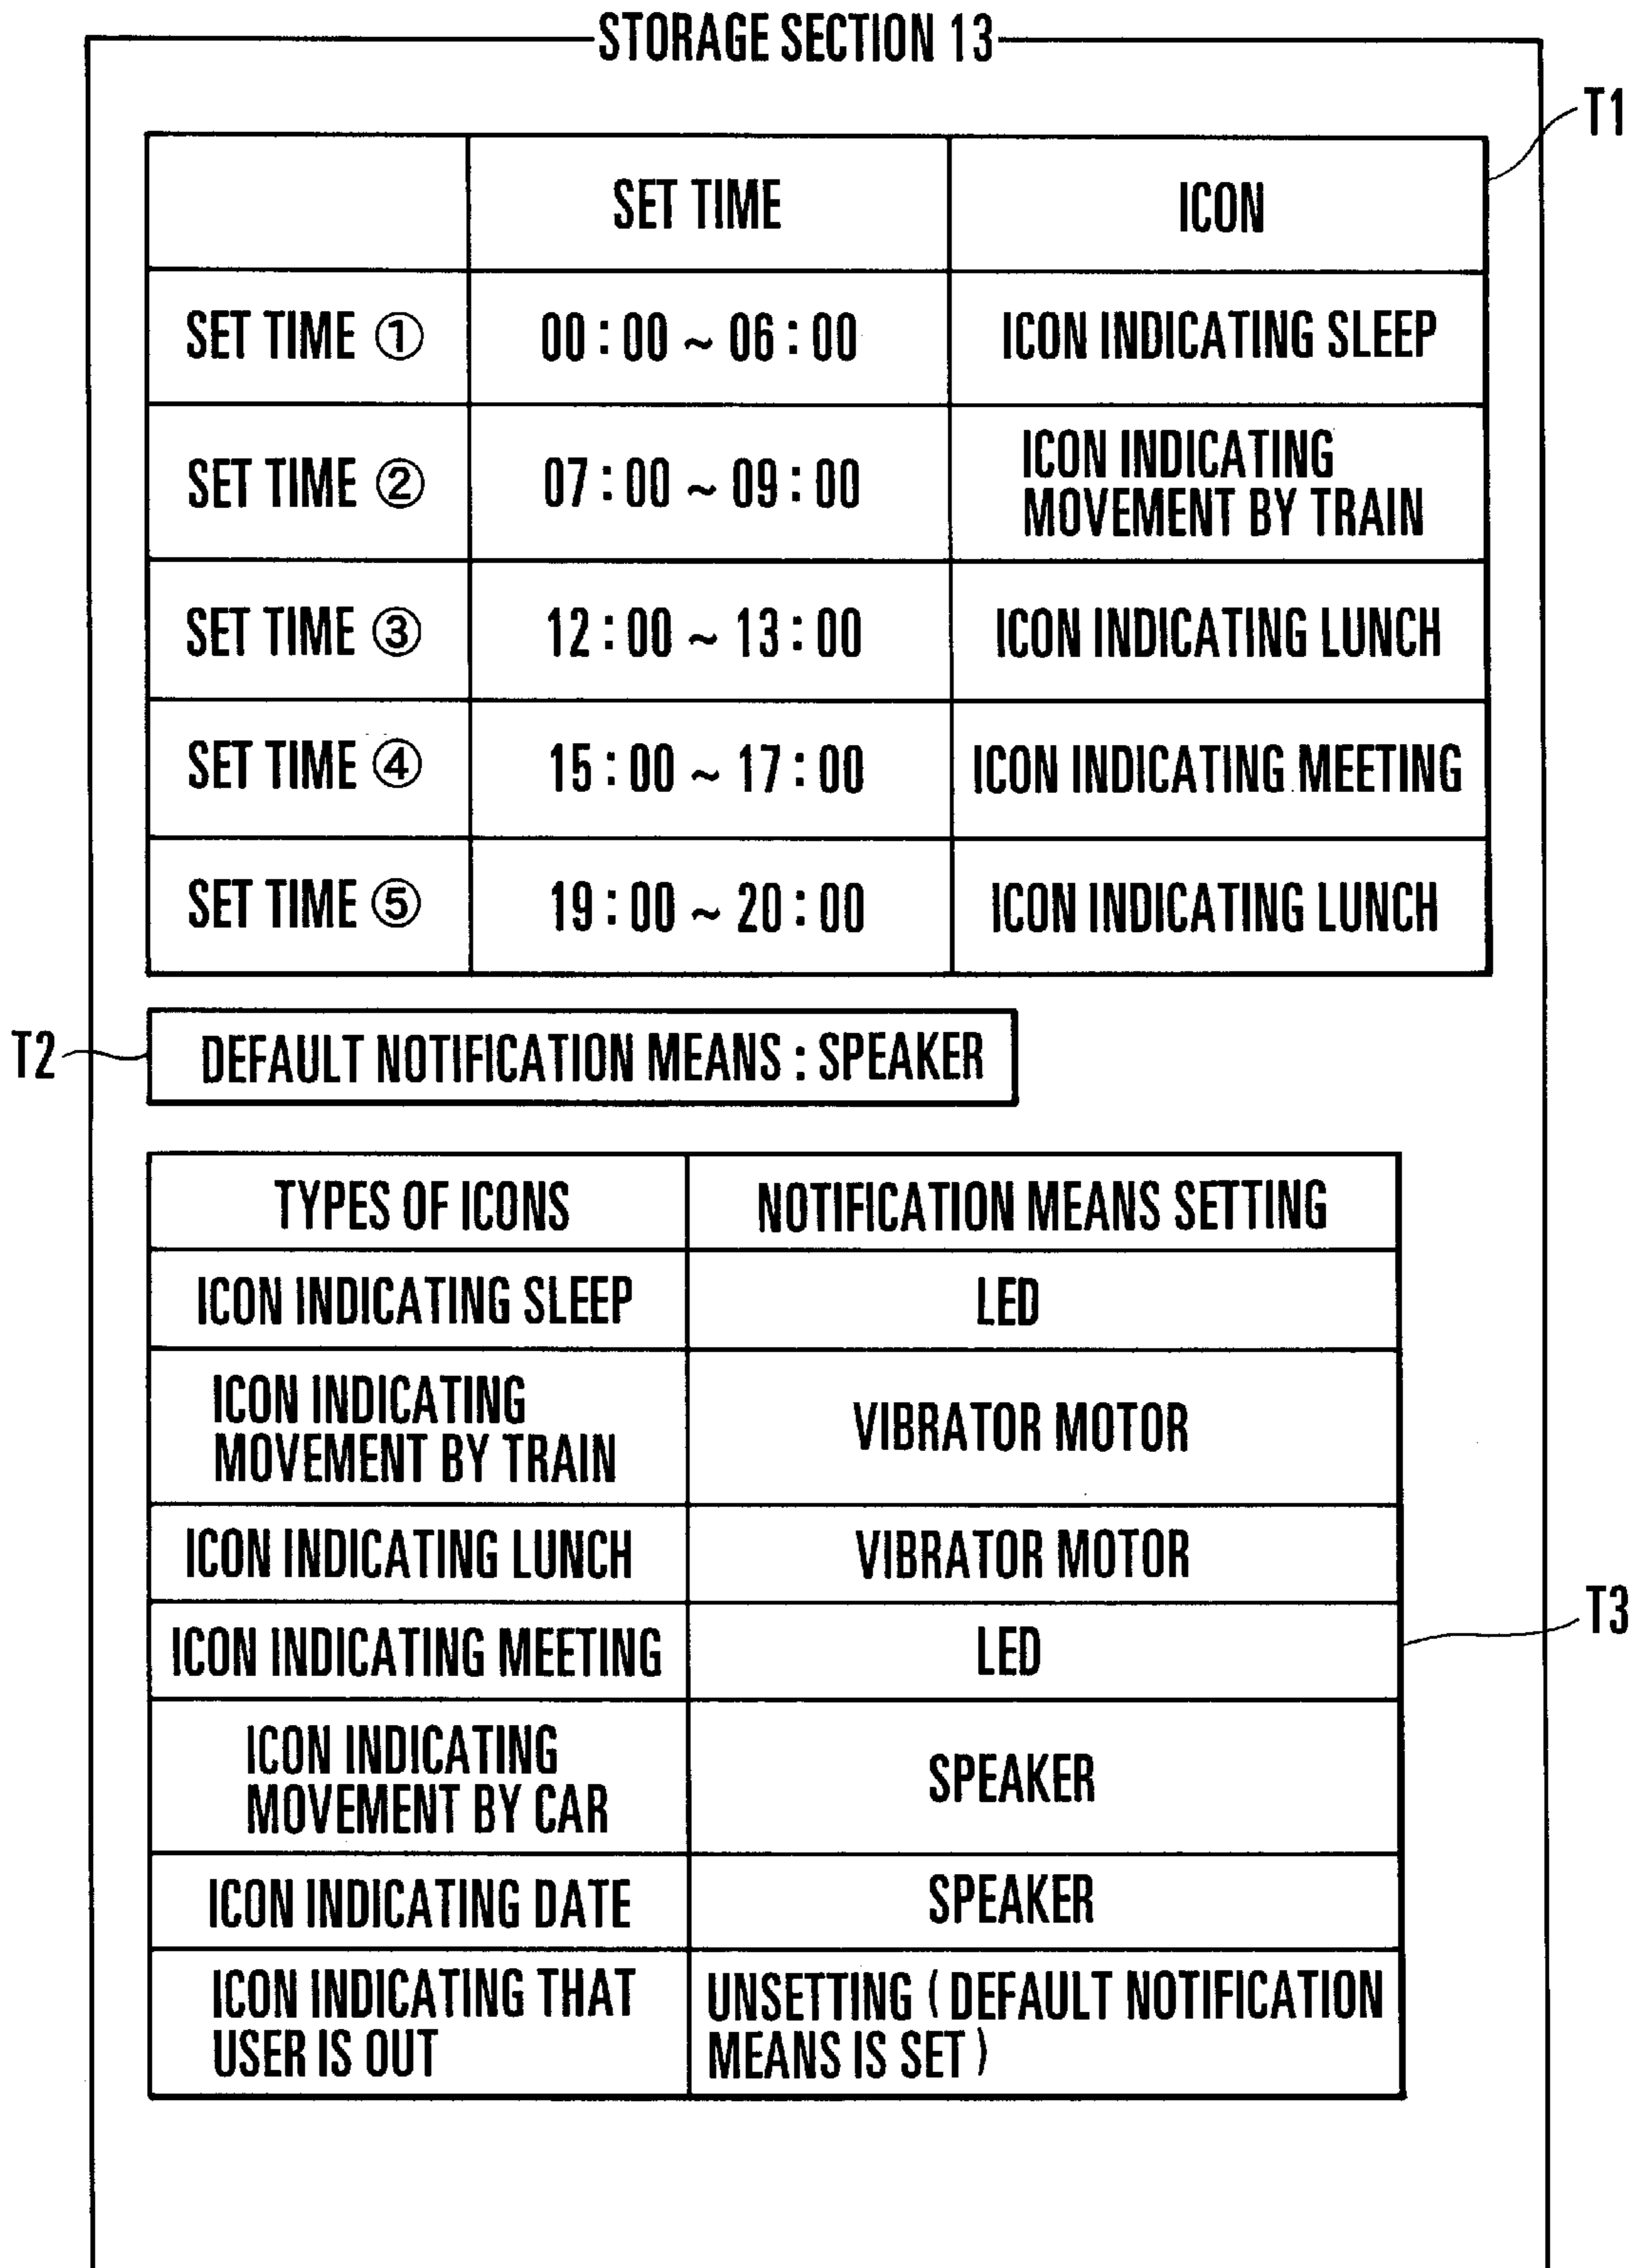 STORAGE SECTION 13
T1
SET TIME ICON
SET TIME ① 00:00 ~ 06:00 ICON INDICATING SLEEP
SET TIME ② 07:00 ~ 09:00 ICON INDICATING
MOVEMENT BY TRAIN
SET TIME ③ 12:00 ~ 13:00 ICON INDICATING LUNCH
SET TIME ④ 15:00 ~ 17:00 ICON INDICATING MEETING
SET TIME ⑤ 19:00 ~ 20:00 ICON INDICATING LUNCH
T2 DEFAULT NOTIFICATION MEANS : SPEAKER
TYPES OF ICONS NOTIFICATION MEANS SETTING
ICON INDICATING SLEEP LED
ICON INDICATING
MOVEMENT BY TRAIN VIBRATOR MOTOR
ICON INDICATING LUNCH VIBRATOR MOTOR
T3
ICON INDICATING MEETING LED
ICON INDICATING
MOVEMENT BY CAR SPEAKER
ICON INDICATING DATE SPEAKER
ICON INDICATING THAT UNSETTING (DEFAULT NOTIFICATION
USER IS OUT MEANS IS SET)